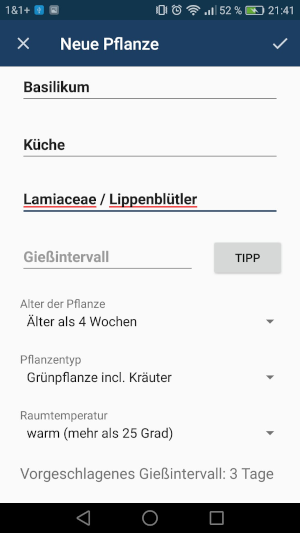 1&1+ 52 % 21:41
Neue Pflanze
Basilikum
Küche
Lamiaceae / Lippenblütler
Gießintervall TIPP
Alter der Pflanze
Älter als 4 Wochen
Pflanzentyp
Grünpflanze incl. Kräuter
Raumtemperatur
warm (mehr als 25 Grad)
Vorgeschlagenes Gießintervall: 3 Tage